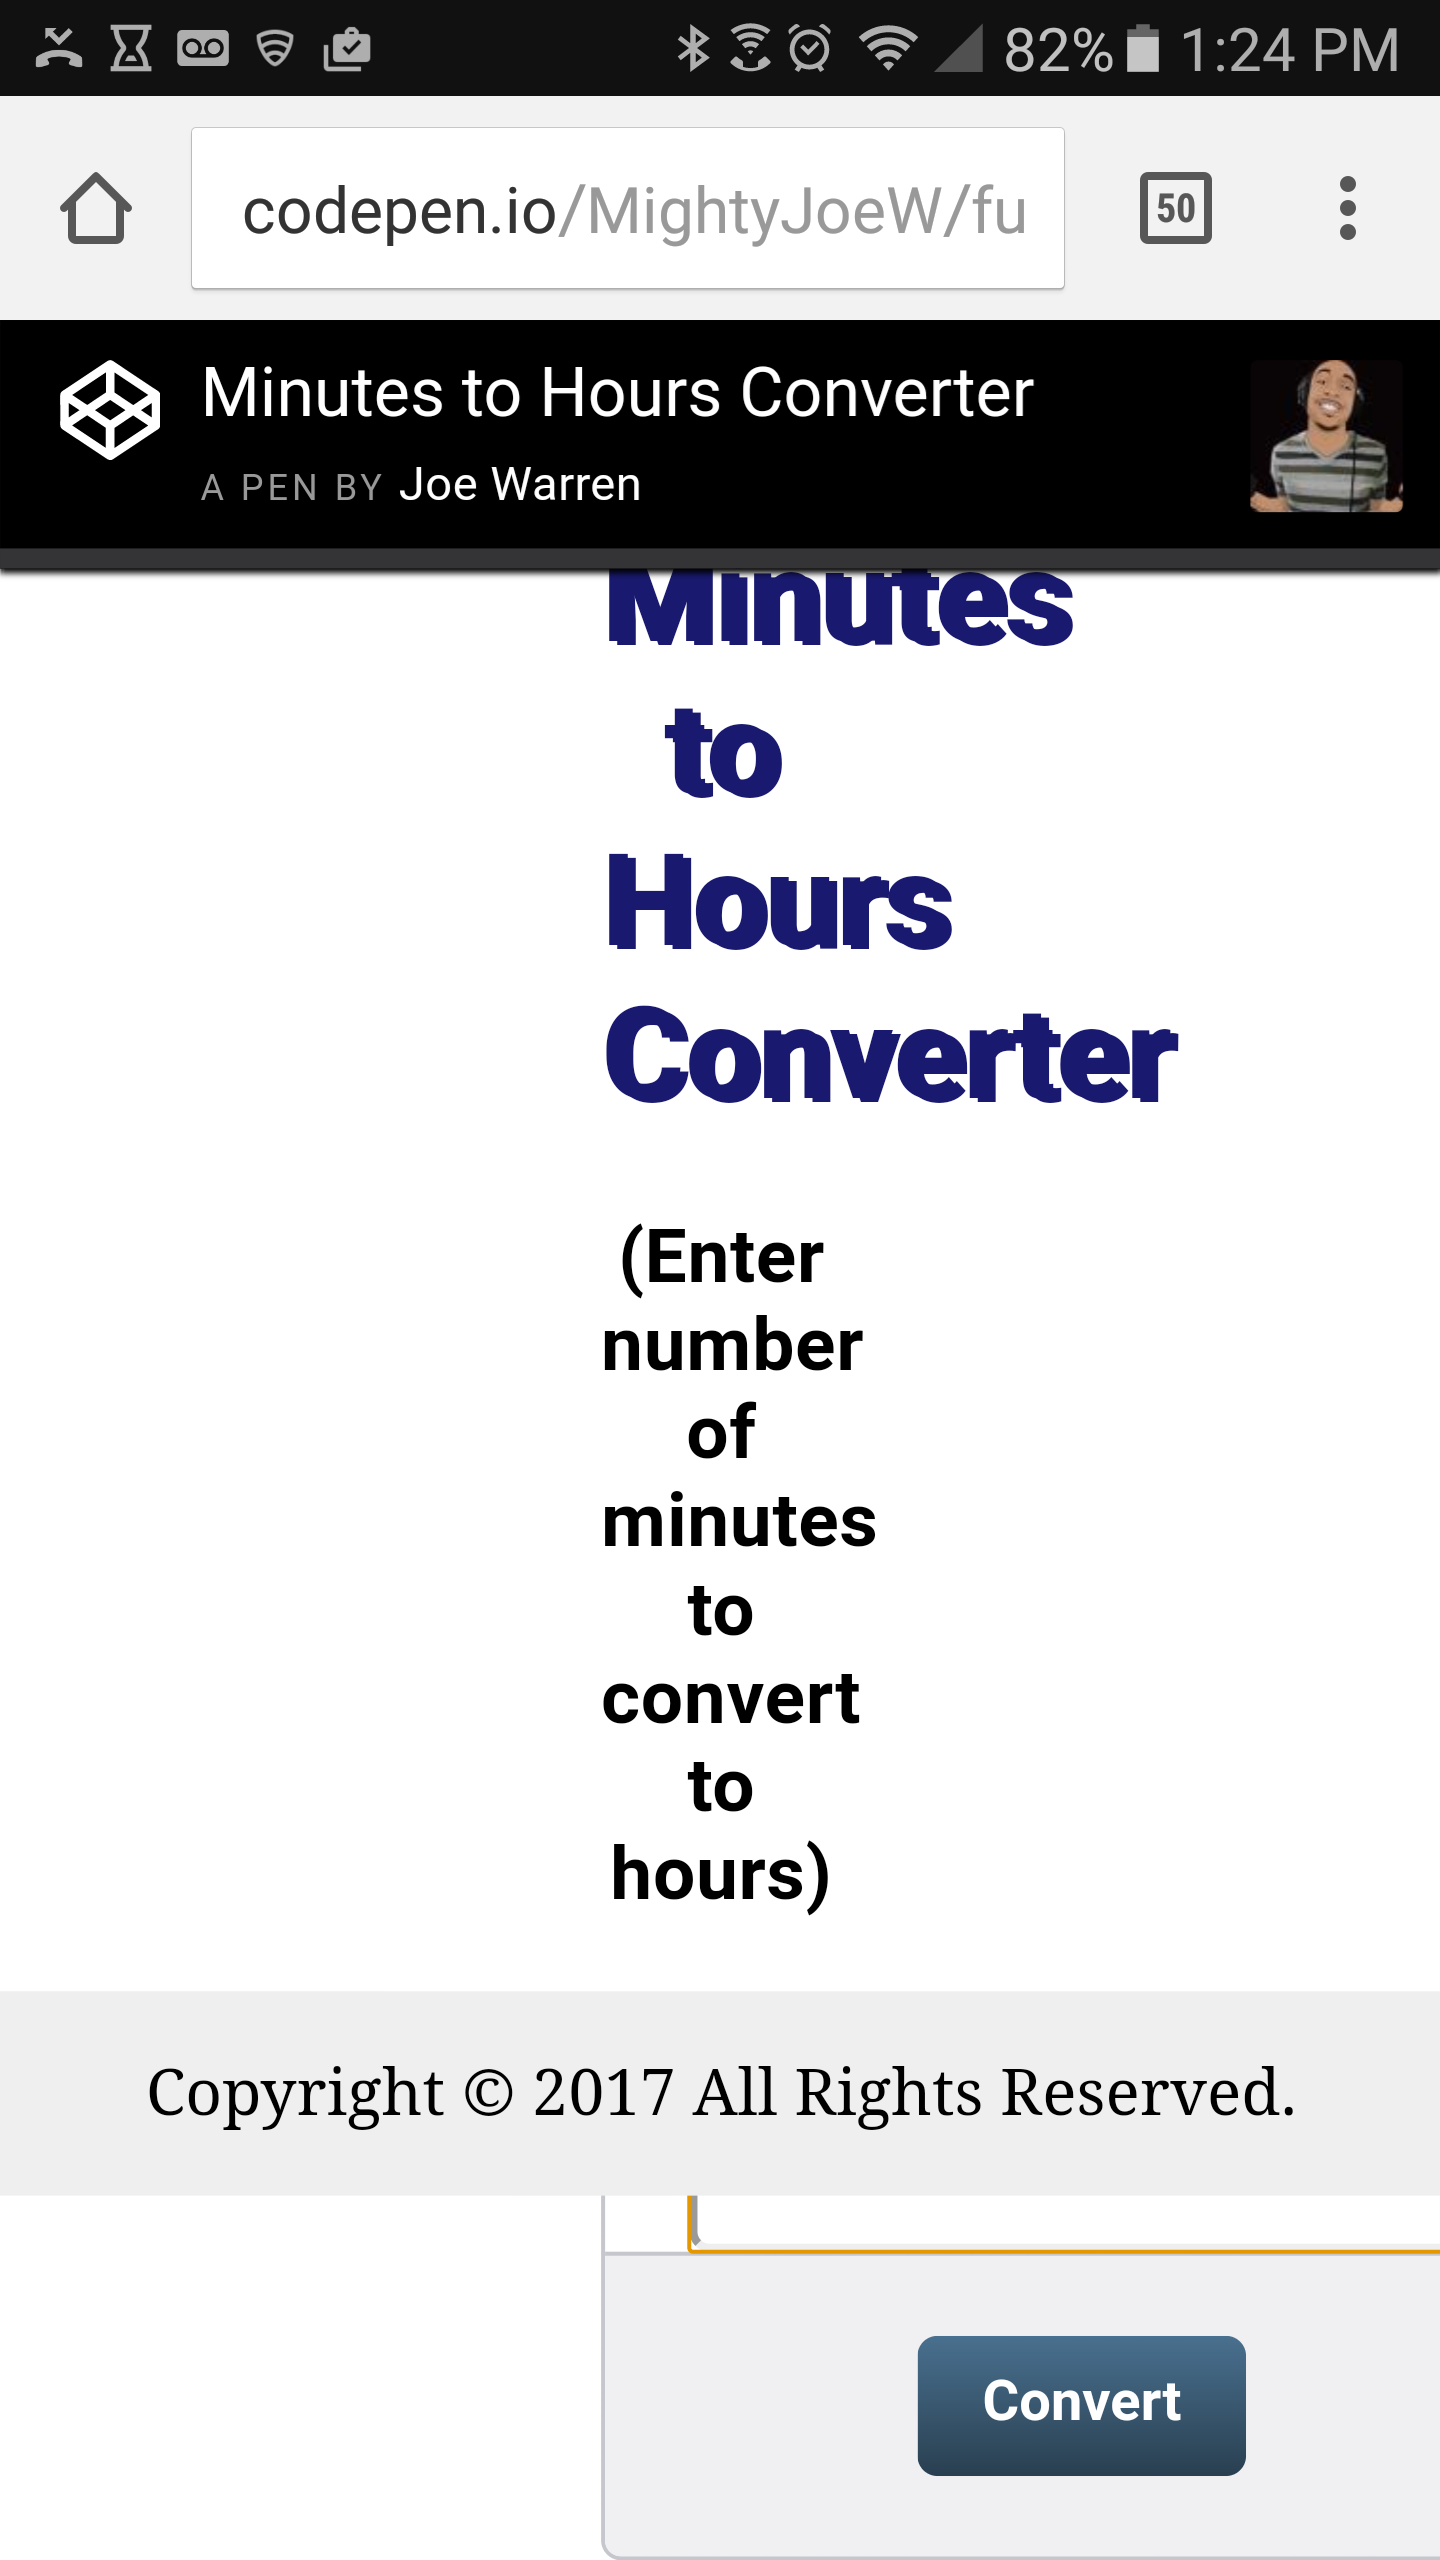 82% 1:24 PM
codepen.io/MightyJoeW/fu
50
Minutes to Hours Converter
A PEN BY Joe Warren
Minutes
to
Hours
Converter
(Enter
number
of
minutes
to
convert
to
hours)
Copyright © 2017 All Rights Reserved.
Convert